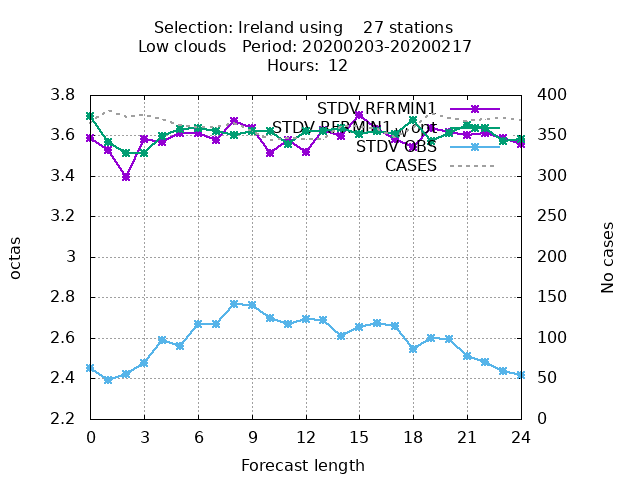 Selection: Ireland using 27 stations
Low clouds Period: 20200203-20200217
Hours: 12
3.8
3.6
3.4
3.2
3
2.8
2.6
2.4
2.2
400
350
300
250
200
150
100
50
0
octas
No cases
STDV RFRMIN1
STDV RFRMIN1_vopt
STDV OBS
CASES
0 3 6 9 12 15 18 21 24
Forecast length